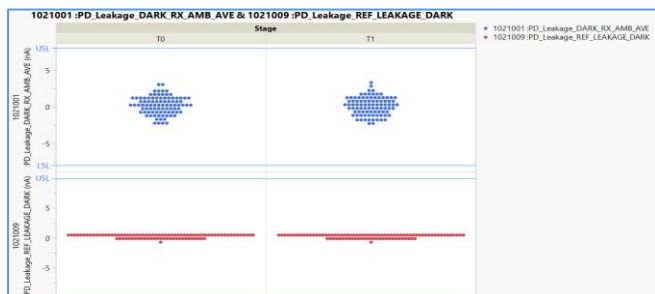 1021001 :PD_Leakage_DARK_RX_AMB_AVE & 1021009 :PD_Leakage_REF_LEAKAGE_DARK
Stage
T0 T1
1021001 :PD_Leakage_DARK_RX_AMB_AVE
1021009 :PD_Leakage_REF_LEAKAGE_DARK
1021001
:PD_Leakage_DARK_RX_AMB_AVE (nA)
USL
5
0
-5
LSL
1021009
PD_Leakage_REF_LEAKAGE_DARK (nA)
USL
5
0
-5